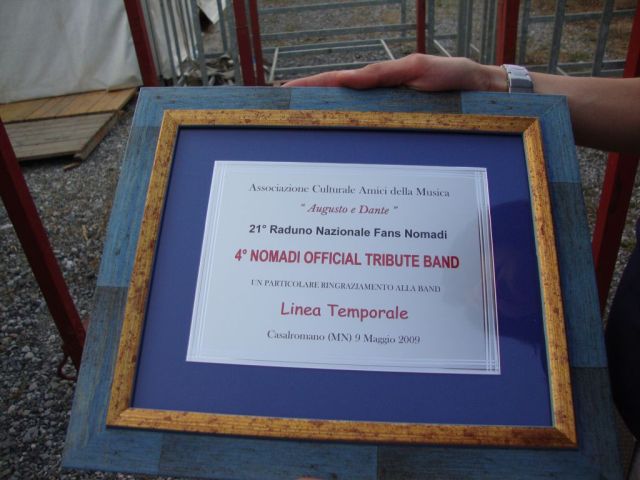 Associazione Culturale Amici della Musica
" Augusto e Dante "
21° Raduno Nazionale Fans Nomadi
4° NOMADI OFFICIAL TRIBUTE BAND
UN PARTICOLARE RINGRAZIAMENTO ALLA BAND
Linea Temporale
Casalromano (MN) 9 Maggio 2009